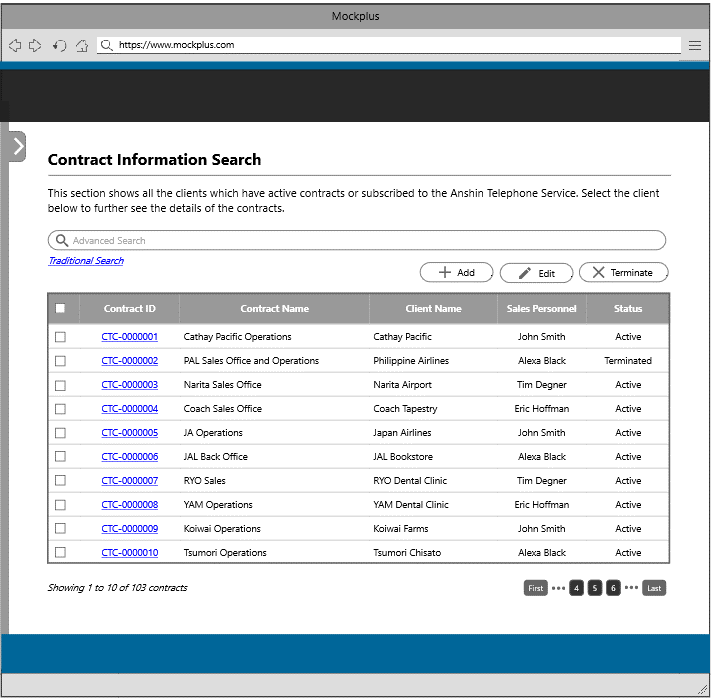 Mockplus
https://www.mockplus.com
Contract Information Search
This section shows all the clients which have active contracts or subscribed to the Anshin Telephone Service. Select the client
below to further see the details of the contracts.
Advanced Search
Traditional Search
Add Edit Terminate
Contract ID Contract Name Client Name Sales Personnel Status
CTC-0000001 Cathay Pacific Operations Cathay Pacific John Smith Active
CTC-0000002 PAL Sales Office and Operations Philippine Airlines Alexa Black Terminated
CTC-0000003 Narita Sales Office Narita Airport Tim Degner Active
CTC-0000004 Coach Sales Office Coach Tapestry Eric Hoffman Active
CTC-0000005 JA Operations Japan Airlines John Smith Active
CTC-0000006 JAL Back Office JAL Bookstore Alexa Black Active
CTC-0000007 RYO Sales RYO Dental Clinic Tim Degner Active
CTC-0000008 YAM Operations YAM Dental Clinic Eric Hoffman Active
CTC-0000009 Koiwai Operations Koiwai Farms John Smith Active
CTC-0000010 Tsumori Operations Tsumori Chisato Alexa Black Active
Showing 1 to 10 of 103 contracts First ••• 4 5 6 ••• Last